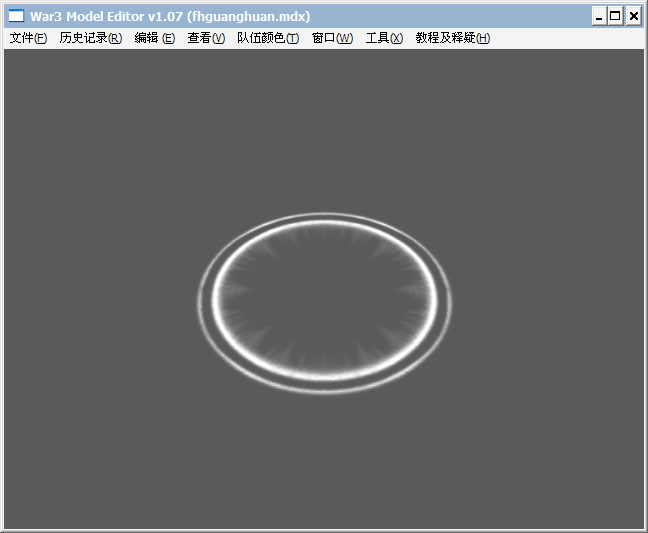 War3 Model Editor v1.07 (fhguanghuan.mdx)
文件(F) 历史记录(R) 编辑 (E) 查看(V) 队伍颜色(T) 窗口(W) 工具(X) 教程及释疑(H)